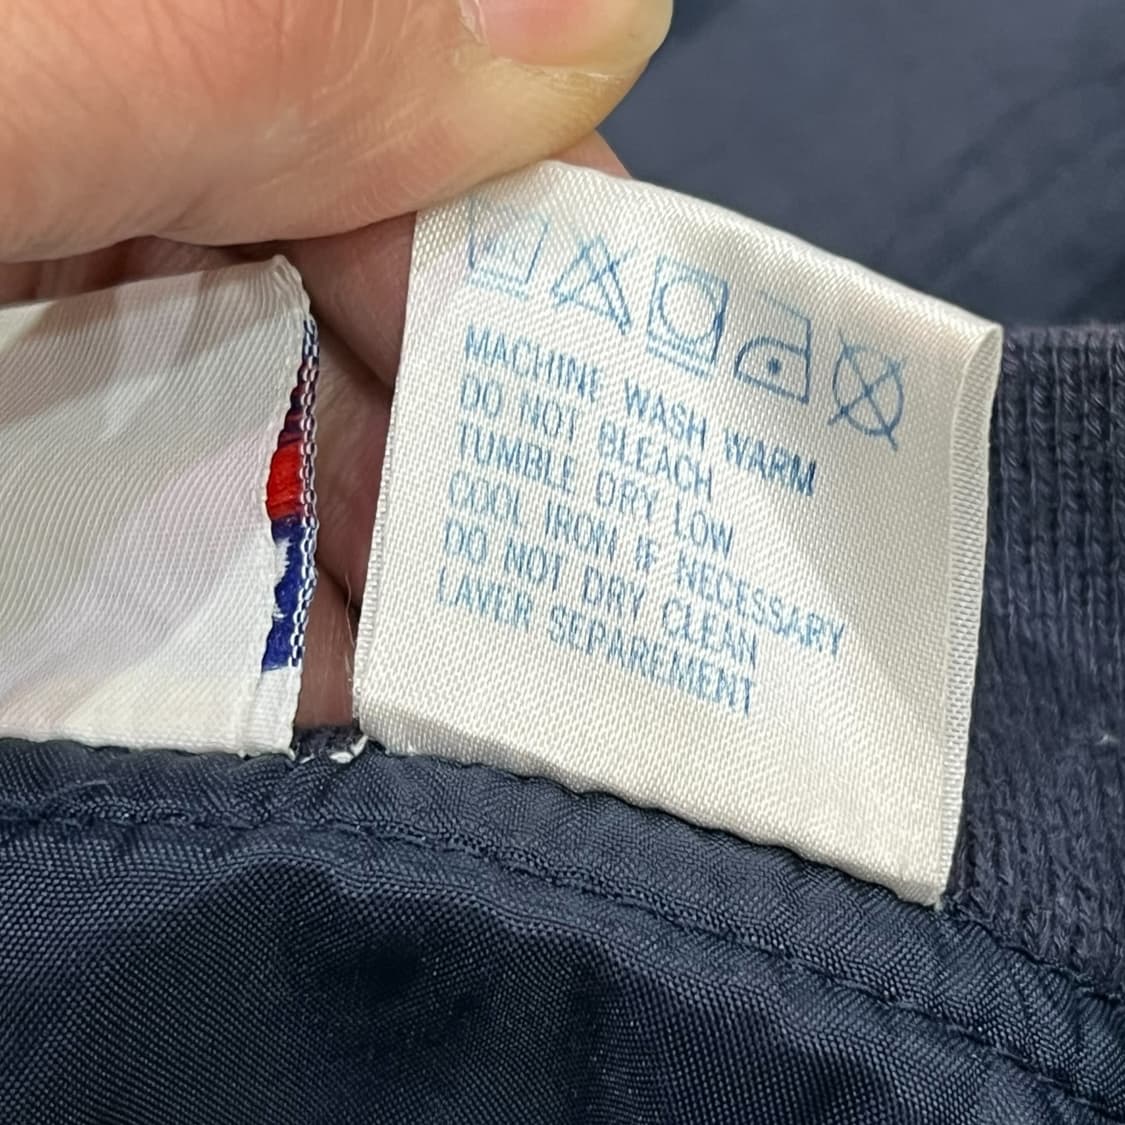 MACHINE WASH WARM
DO NOT BLEACH
TUMBLE DRY LOW
COOL IRON IF NECESSARY
DO NOT DRY CLEAN
LAVER SEPAREMENT